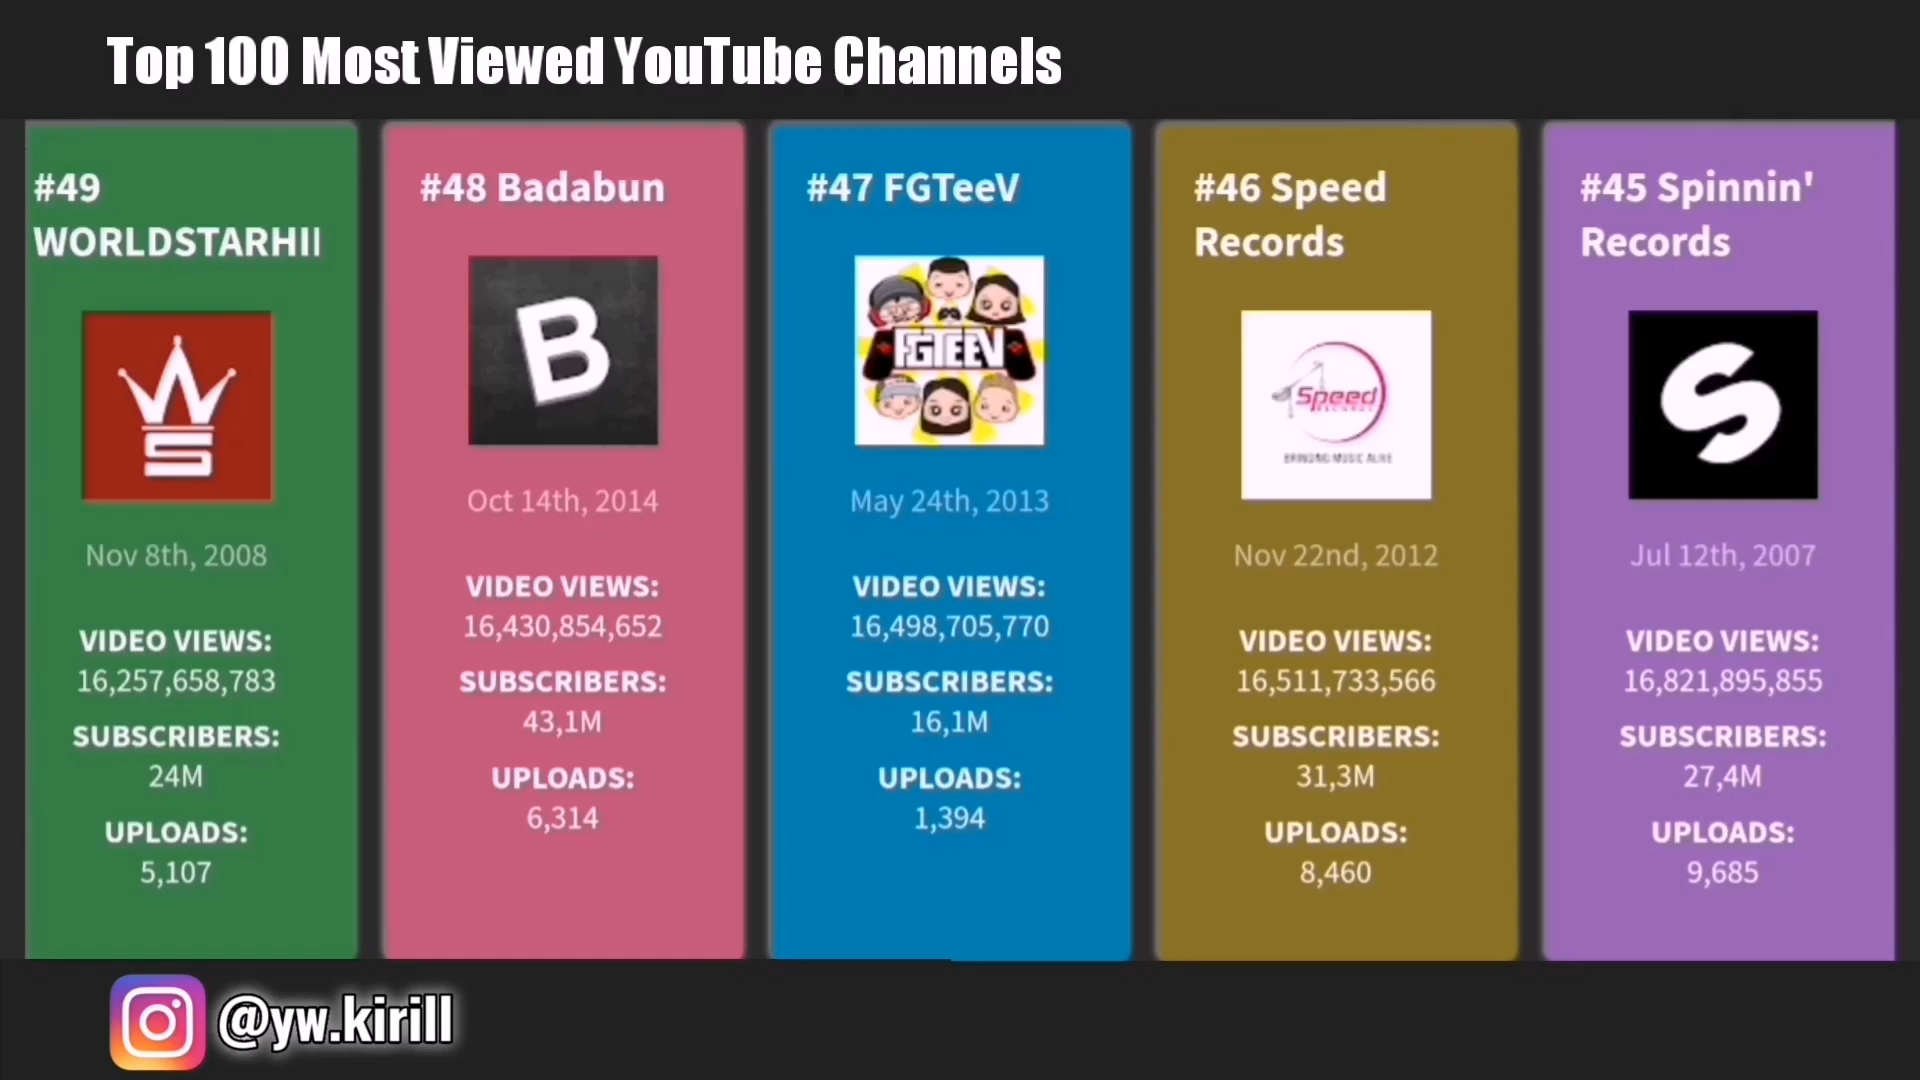 Top 100 Most Viewed YouTube Channels
#49
WORLDSTARHI
Nov 8th, 2008
VIDEO VIEWS:
16,257,658,783
SUBSCRIBERS:
24M
UPLOADS:
5,107
#48 Badabun
B
Oct 14th, 2014
VIDEO VIEWS:
16,430,854,652
SUBSCRIBERS:
43,1M
UPLOADS:
6,314
#47 FGTeeV
FGTEEV
May 24th, 2013
VIDEO VIEWS:
16,498,705,770
SUBSCRIBERS:
16,1M
UPLOADS:
1,394
#46 Speed
Records
Speed
RECORDS
BRINGING MUSIC ALIVE
Nov 22nd, 2012
VIDEO VIEWS:
16,511,733,566
SUBSCRIBERS:
31,3M
UPLOADS:
8,460
#45 Spinnin'
Records
S
Jul 12th, 2007
VIDEO VIEWS:
16,821,895,855
SUBSCRIBERS:
27,4M
UPLOADS:
9,685
@yw.kirill